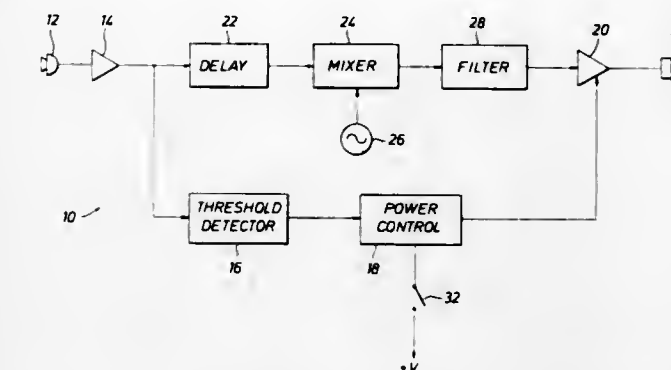 12
14
22
24
28
20
DELAY
MIXER
FILTER
26
10
THRESHOLD DETECTOR
POWER CONTROL
16
18
32
+V